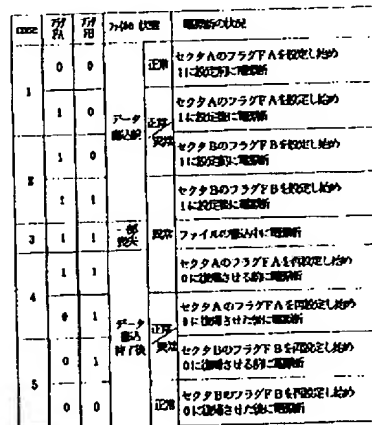 CASE フラグFA フラグFB ファイルの状態 電源断の状況
1
0 0 データ書込前 正常 セクタAのフラグFAを設定し始め
1に設定前に電源断
1 0 正常/異常 セクタAのフラグFAを設定し始め
1に設定後に電源断
2
1 0 セクタBのフラグFBを設定し始め
1に設定前に電源断
1 1 異常 セクタBのフラグFBを設定し始め
1に設定後に電源断
3 1 1 一部喪失 ファイルの書込中に電源断
4
1 1 データ書込終了後 セクタAのフラグFAを再設定し始め
0に復帰させる前に電源断
0 1 正常/異常 セクタAのフラグFAを再設定し始め
0に復帰させた後に電源断
5
0 1 セクタBのフラグFBを再設定し始め
0に復帰させる前に電源断
0 0 正常 セクタBのフラグFBを再設定し始め
0に復帰させた後に電源断